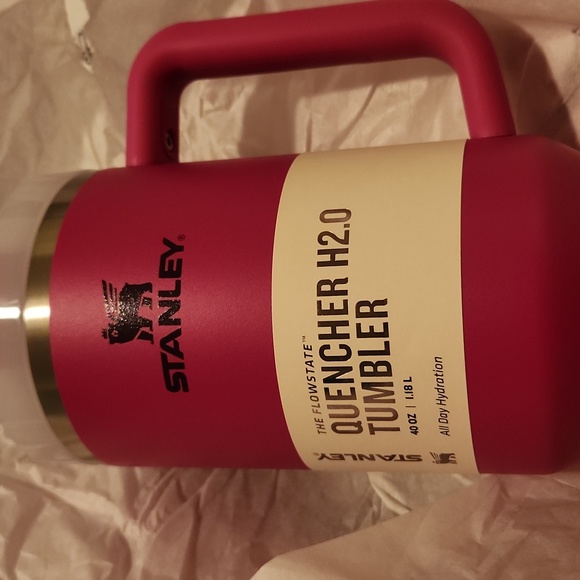 STANLEY®
THE FLOWSTATE™
QUENCHER H2.0
TUMBLER
40 OZ | 1.18 L
All Day Hydration
STANLEY